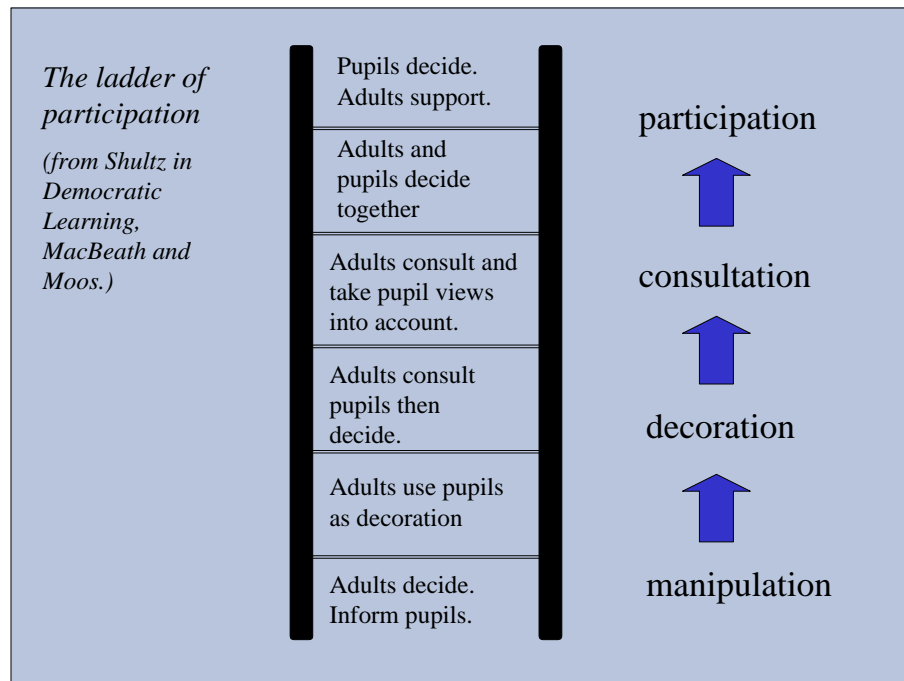 The ladder of
participation
(from Shultz in
Democratic
Learning,
MacBeath and
Moos.)
Pupils decide.
Adults support.
Adults and
pupils decide
together
Adults consult and
take pupil views
into account.
Adults consult
pupils then
decide.
Adults use pupils
as decoration
Adults decide.
Inform pupils.
participation
consultation
decoration
manipulation